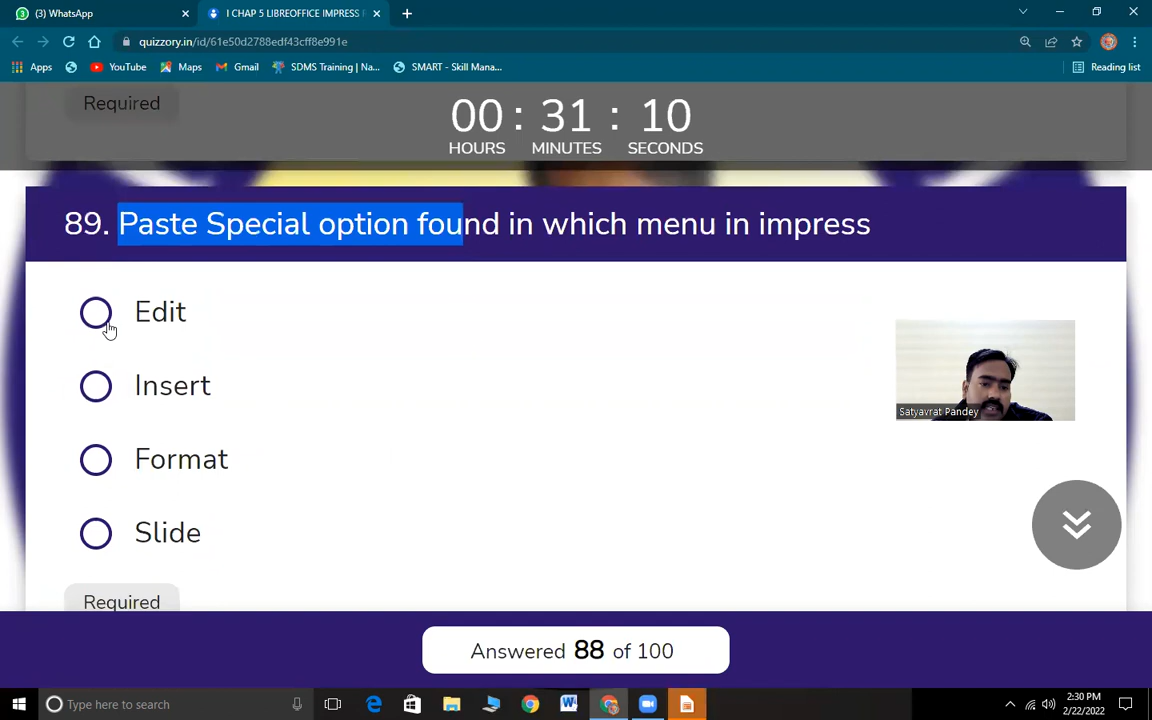 (3) WhatsApp
I CHAP 5 LIBREOFFICE IMPRESS
quizzory.in/id/61e50d2788edf43cff8e991e
Apps
YouTube
Maps
Gmail
SDMS Training | Na...
SMART - Skill Mana...
Reading list
Required
00 : 31 : 10
HOURS MINUTES SECONDS
89. Paste Special option found in which menu in impress
Edit
Insert
Format
Slide
Satyavrat Pandey
Required
Answered 88 of 100
Type here to search
2:30 PM
2/22/2022